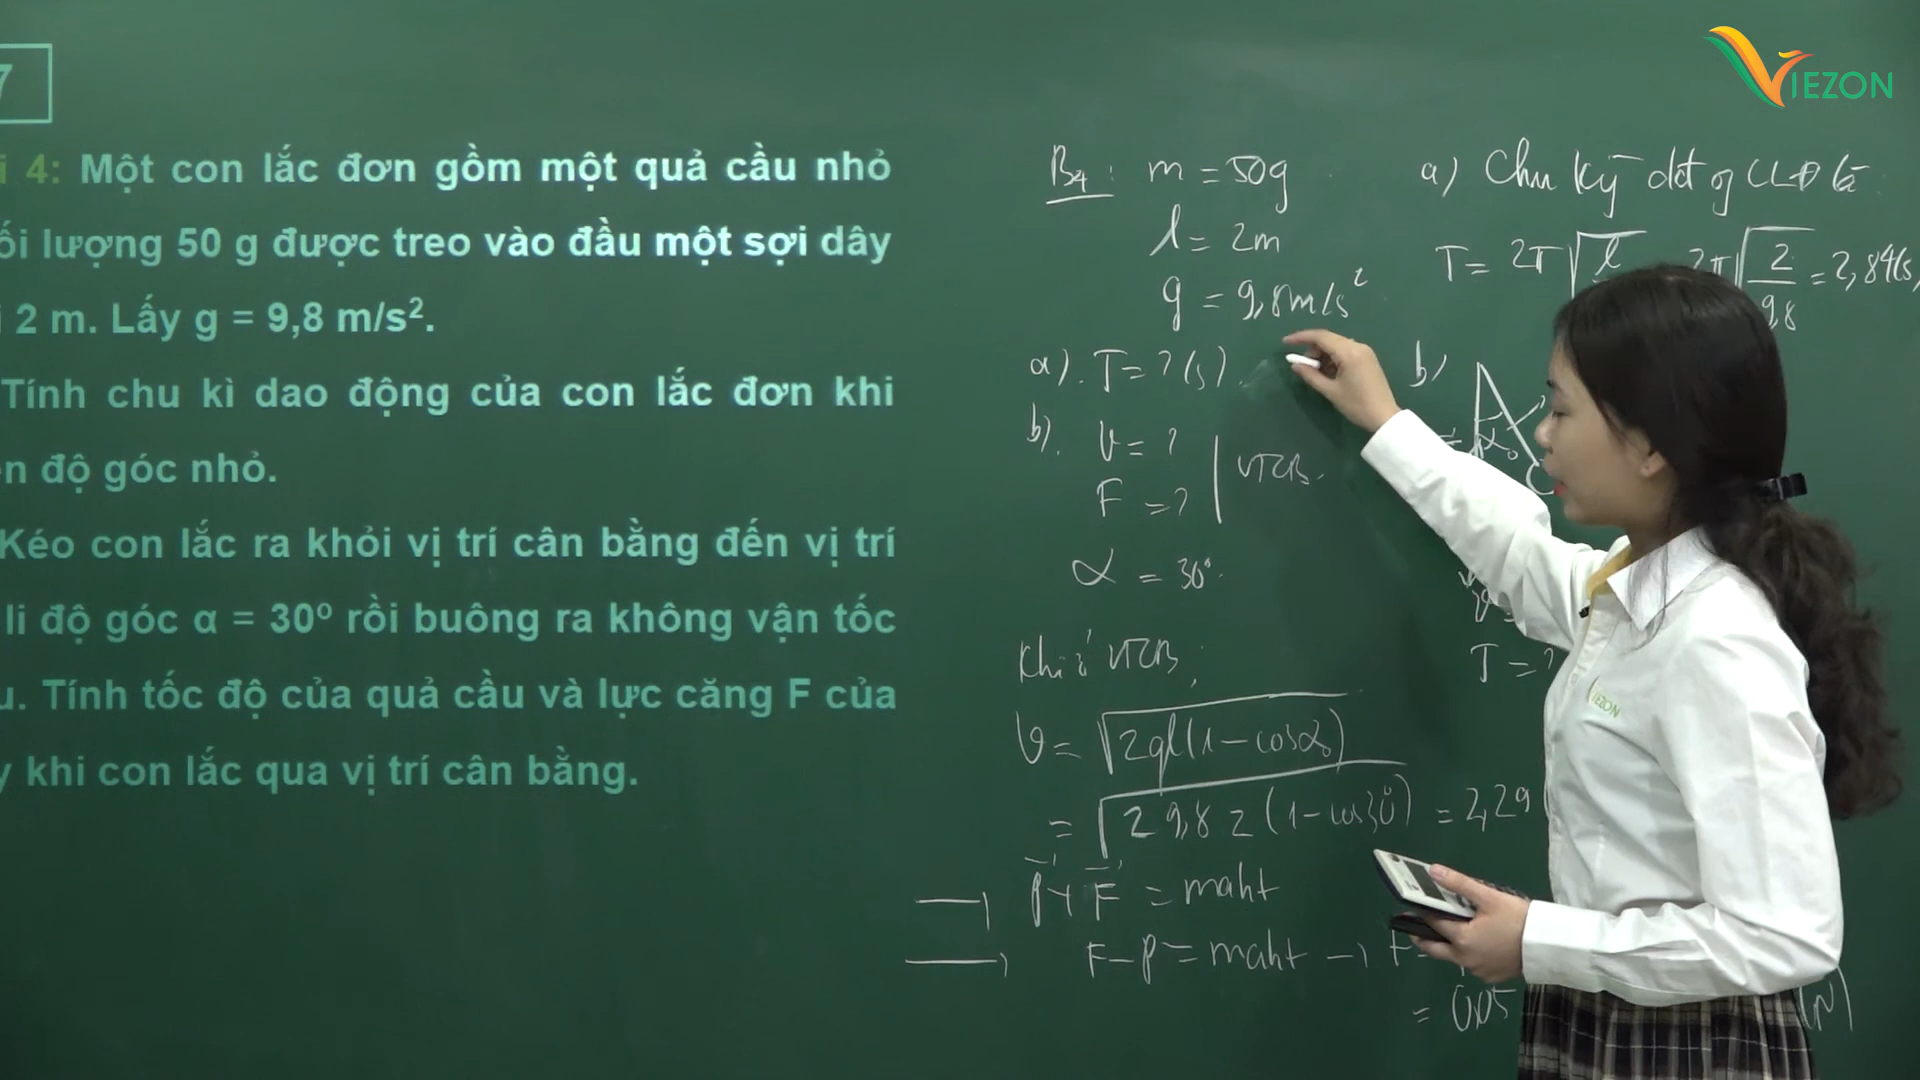 VIEZON
7
i 4: Một con lắc đơn gồm một quả cầu nhỏ
ối lượng 50 g được treo vào đầu một sợi dây
i 2 m. Lấy g = 9,8 m/s².
Tính chu kì dao động của con lắc đơn khi
ên độ góc nhỏ.
Kéo con lắc ra khỏi vị trí cân bằng đến vị trí
li độ góc α = 30º rồi buông ra không vận tốc
u. Tính tốc độ của quả cầu và lực căng F của
y khi con lắc qua vị trí cân bằng.
B4: m = 50g
l = 2m
g = 9,8m/s²
a). T = ? (s).
b). v = ?
F = ?
VTCB.
α = 30°.
Khi ở VTCB,
v = √2gl(1 - cosα₀)
= √2 9,8 2 (1 - cos30°) = 2,29
P + F = maht
F - P = maht → F =
= 0,05 (N)
a) Chu kỳ dđ of CLĐ là
T = 2π √l 2π √2/9,8 = 2,84(s)
b)
α₀
T = ?
VIEZON